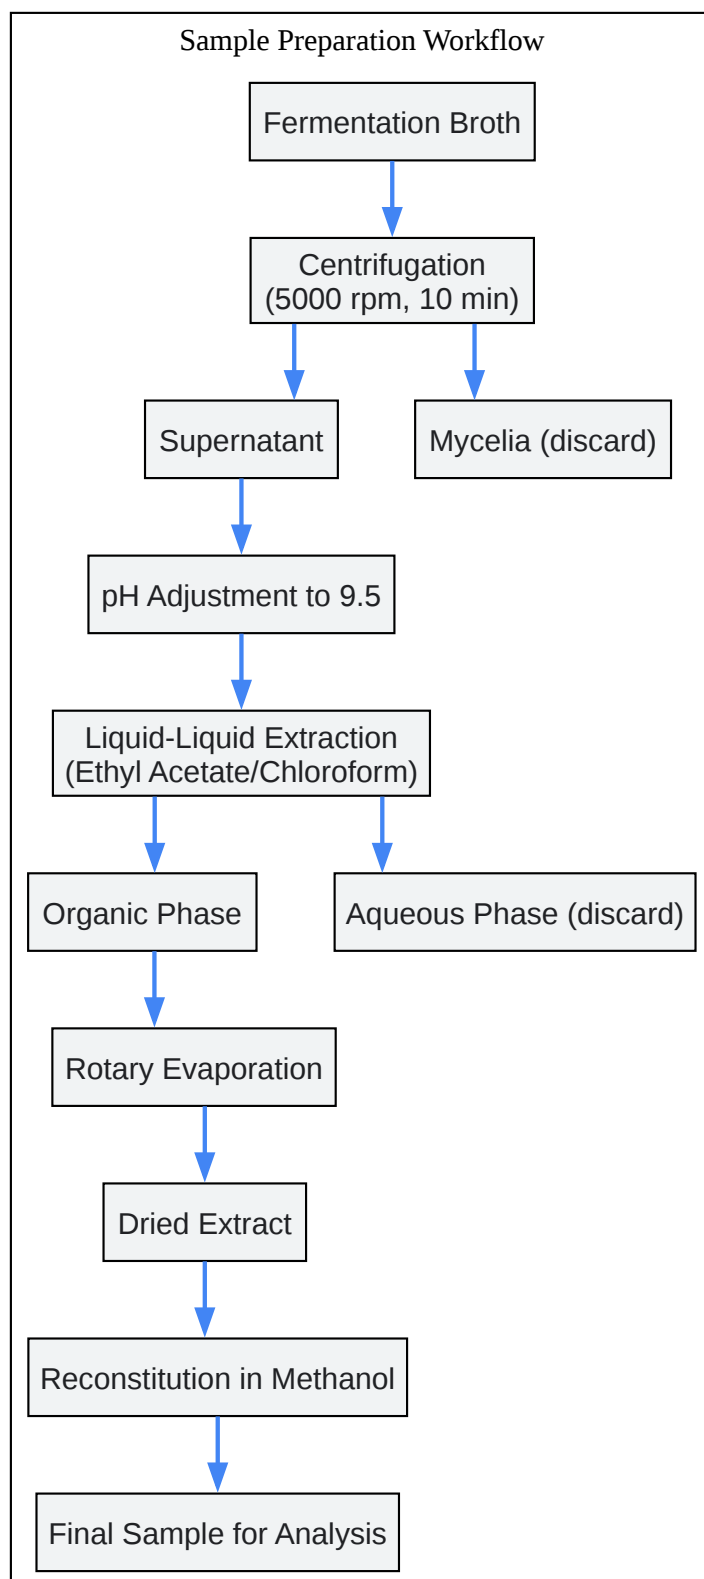 Sample Preparation Workflow
Fermentation Broth
Centrifugation
(5000 rpm, 10 min)
Supernatant
Mycelia (discard)
pH Adjustment to 9.5
Liquid-Liquid Extraction
(Ethyl Acetate/Chloroform)
Organic Phase
Aqueous Phase (discard)
Rotary Evaporation
Dried Extract
Reconstitution in Methanol
Final Sample for Analysis